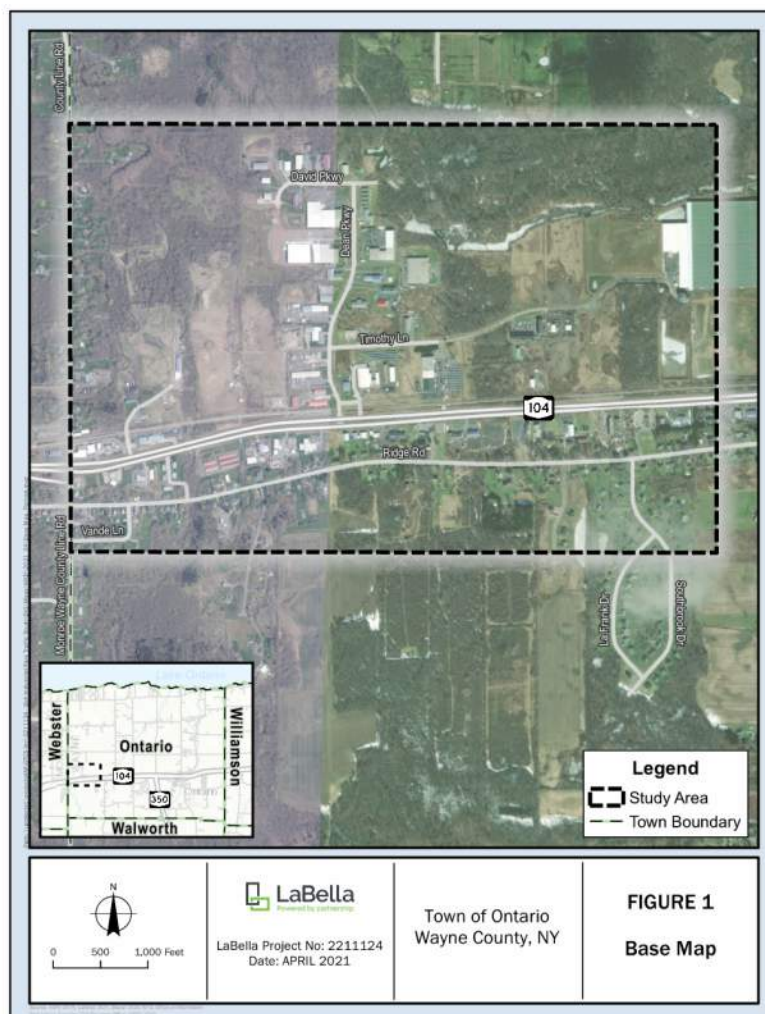 County Line Rd
David Pkwy
Dean Pkwy
Timothy Ln
104
Ridge Rd
Vande Ln
Monroe Wayne County Line Rd
La Frank Dr
Southbrook Dr
Lake Ontario
Webster
Ontario
Williamson
104
350
Walworth
Legend
Study Area
Town Boundary
N
0 500 1,000 Feet
LaBella
Powered by partnership.
LaBella Project No: 2211124
Date: APRIL 2021
Town of Ontario
Wayne County, NY
FIGURE 1
Base Map